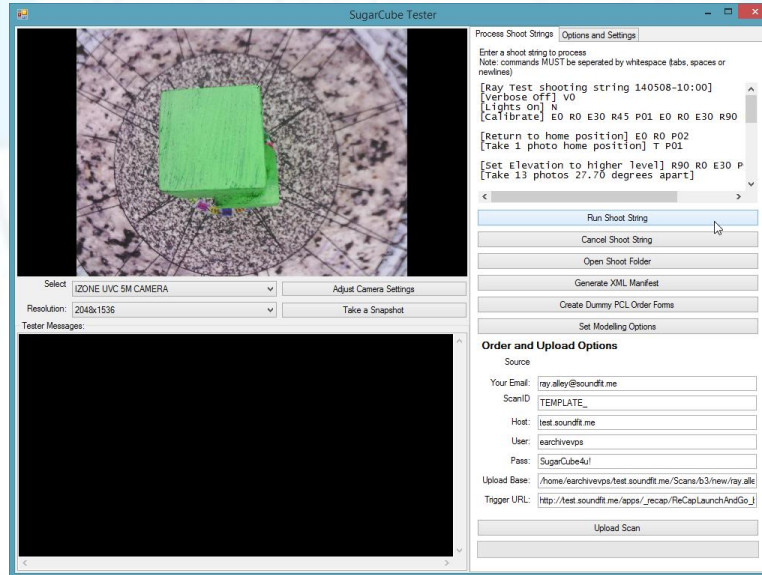 SugarCube Tester
Process Shoot Strings
Options and Settings
Enter a shoot string to process
Note: commands MUST be seperated by whitespace (tabs, spaces or
newlines)
[Ray Test shooting string 140508-10:00]
[Verbose Off] V0
[Lights On] N
[Calibrate] E0 R0 E30 R45 P01 E0 R0 E30 R90
[Return to home position] E0 R0 P02
[Take 1 photo home position] T P01
[Set Elevation to higher level] R90 R0 E30 P
[Take 13 photos 27.70 degrees apart]
Run Shoot String
Cancel Shoot String
Open Shoot Folder
Generate XML Manifest
Create Dummy PCL Order Forms
Set Modelling Options
Select
IZONE UVC 5M CAMERA
Adjust Camera Settings
Resolution:
2048x1536
Take a Snapshot
Tester Messages:
Order and Upload Options
Source
Your Email: ray.alley@soundfit.me
ScanID TEMPLATE_
Host: test.soundfit.me
User: earchivevps
Pass: SugarCube4u!
Upload Base: /home/earchivevps/test.soundfit.me/Scans/b3/new/ray.alle
Trigger URL: http://test.soundfit.me/apps/_recap/ReCapLaunchAndGo_
Upload Scan